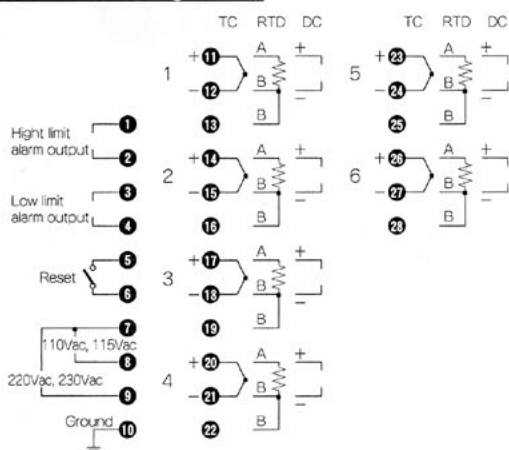 TC RTD DC
TC RTD DC
1
+ 11 A +
- 12 B -
13 B
2
+ 14 A +
- 15 B -
16 B
3
+ 17 A +
- 18 B -
19 B
4
+ 20 A +
- 21 B -
22 B
5
+ 23 A +
- 24 B -
25 B
6
+ 26 A +
- 27 B -
28 B
Hight limit
alarm output
1
2
Low limit
alarm output
3
4
Reset
5
6
7
110Vac, 115Vac
8
220Vac, 230Vac
9
Ground 10